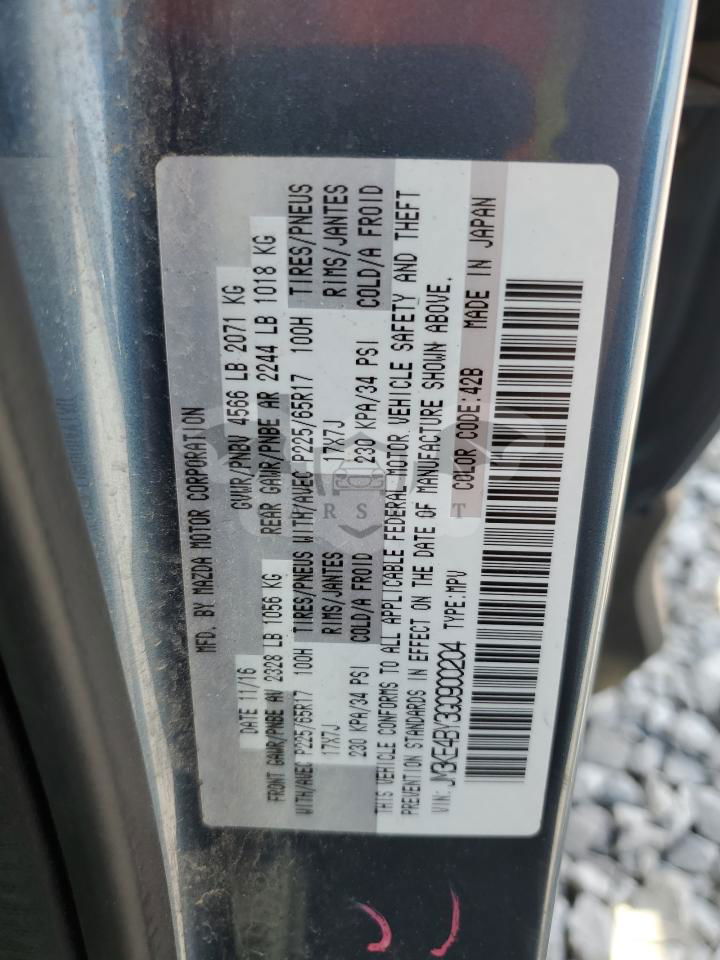 MFD. BY MAZDA MOTOR CORPORATION
DATE 11/16 GVWR/PNBV 4566 LB 2071 KG
FRONT GAWR/PNBE AV 2328 LB 1056 KG REAR GAWR/PNBE AR 2244 LB 1018 KG
WITH/AVEC P225/65R17 100H TIRES/PNEUS WITH/AVEC P225/65R17 100H TIRES/PNEUS
17X7J RIMS/JANTES 17X7J RIMS/JANTES
230 KPA/34 PSI COLD/A FROID 230 KPA/34 PSI COLD/A FROID
THIS VEHICLE CONFORMS TO ALL APPLICABLE FEDERAL MOTOR VEHICLE SAFETY AND THEFT
PREVENTION STANDARDS IN EFFECT ON THE DATE OF MANUFACTURE SHOWN ABOVE.
VIN: JM3KE4BY3G0900204 TYPE:MPV COLOR CODE:42B MADE IN JAPAN